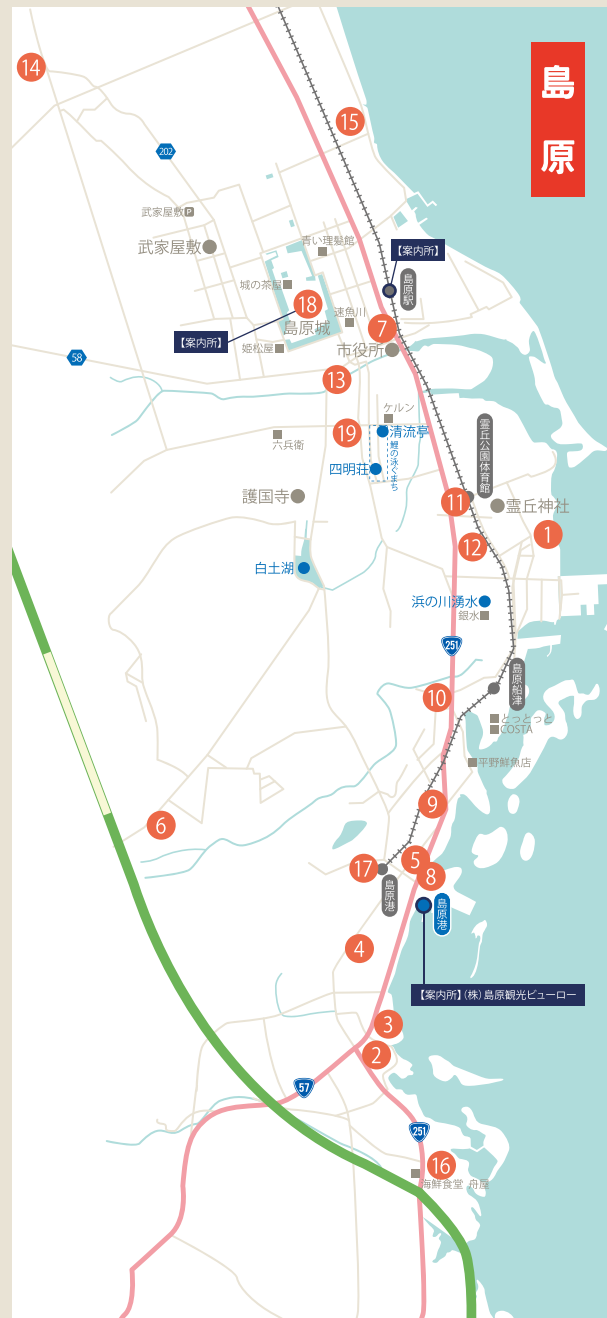 島原
14
15
202
武家屋敷 P
武家屋敷
青い理髪館
【案内所】
島原駅
城の茶屋
18
島原城
速魚川
7
【案内所】
姫松屋
市役所
58
13
ケルン
19
清流亭
鯉の泳ぐまち
六兵衛
四明荘
霊丘公園体育館
護国寺
11
霊丘神社
1
12
白土湖
浜の川湧水
銀水
251
島原船津
10
とっとっと
COSTA
平野鮮魚店
9
6
5
17
8
島原港
島原港
4
【案内所】(株)島原観光ビューロー
3
2
57
251
16
海鮮食堂 舟屋